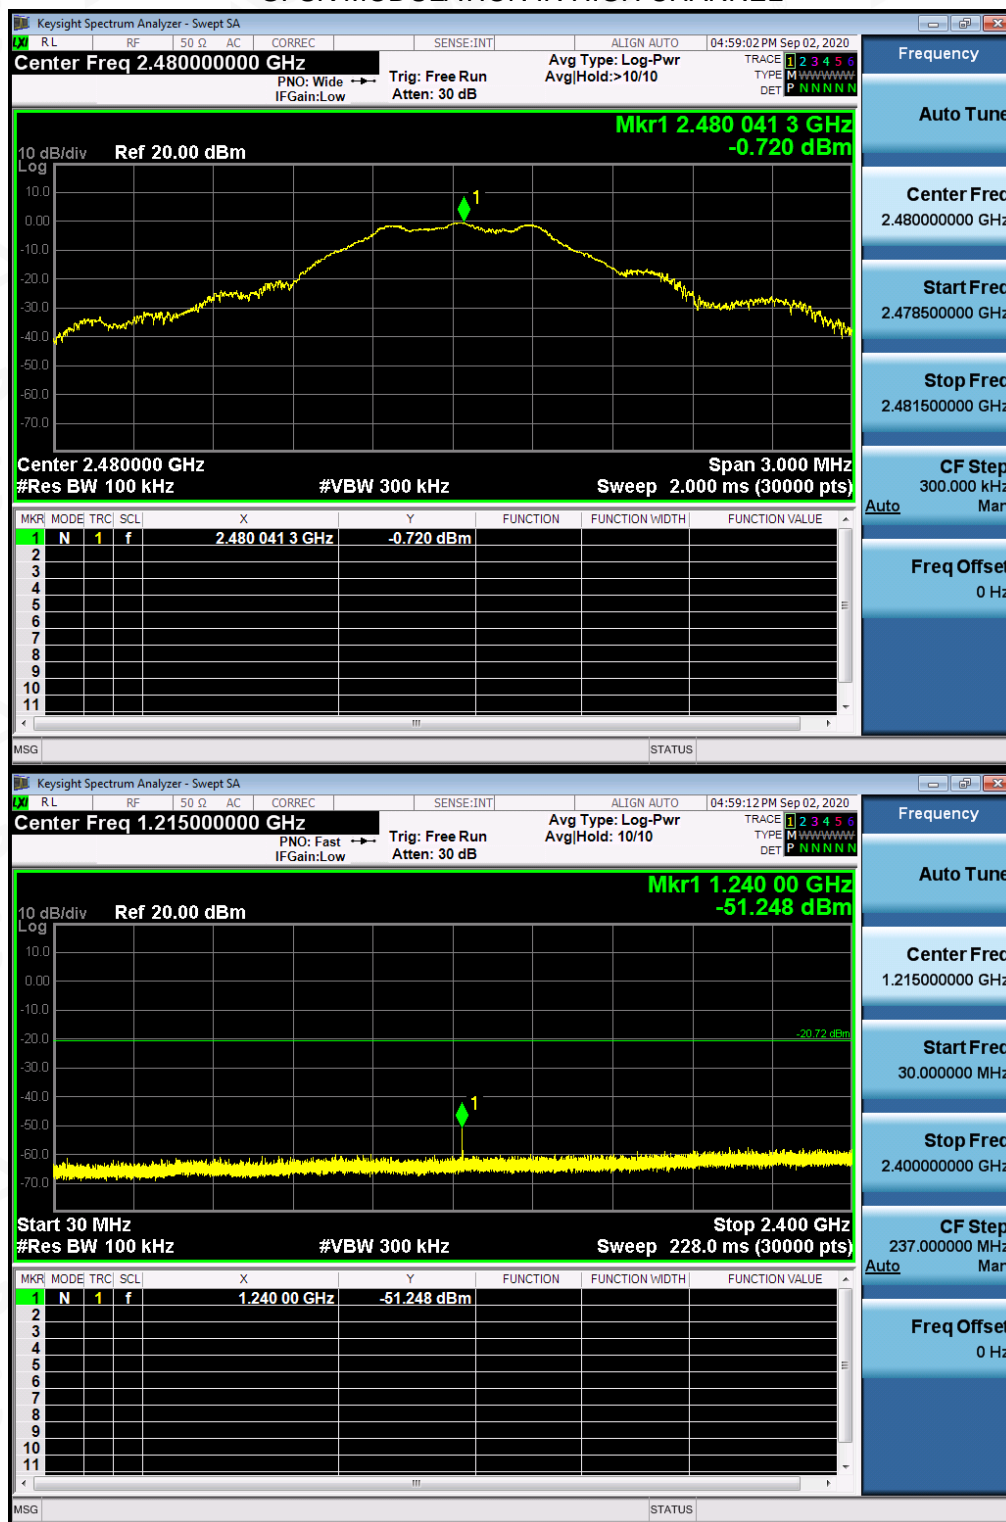 Keysight Spectrum Analyzer - Swept SA
LXI RL RF 50 Ω AC CORREC SENSE:INT ALIGN AUTO 04:59:02 PM Sep 02, 2020
Center Freq 2.480000000 GHz Avg Type: Log-Pwr TRACE 1 2 3 4 5 6
PNO: Wide Trig: Free Run Avg|Hold:>10/10 TYPE M WWWWW
IFGain:Low Atten: 30 dB DET P N N N N N
Frequency
Mkr1 2.480 041 3 GHz
-0.720 dBm
10 dB/div Ref 20.00 dBm
Log
10.0
1
0.00
-10.0
-20.0
-30.0
-40.0
-50.0
-60.0
-70.0
Center 2.480000 GHz Span 3.000 MHz
#Res BW 100 kHz #VBW 300 kHz Sweep 2.000 ms (30000 pts)
MKR MODE TRC SCL X Y FUNCTION FUNCTION WIDTH FUNCTION VALUE
1 N 1 f 2.480 041 3 GHz -0.720 dBm
2
3
4
5
6
7
8
9
10
11
MSG STATUS
Auto Tune
Center Freq
2.480000000 GHz
Start Freq
2.478500000 GHz
Stop Freq
2.481500000 GHz
CF Step
300.000 kHz
Auto Man
Freq Offset
0 Hz
Keysight Spectrum Analyzer - Swept SA
LXI RL RF 50 Ω AC CORREC SENSE:INT ALIGN AUTO 04:59:12 PM Sep 02, 2020
Center Freq 1.215000000 GHz Avg Type: Log-Pwr TRACE 1 2 3 4 5 6
PNO: Fast Trig: Free Run Avg|Hold: 10/10 TYPE M WWWWW
IFGain:Low Atten: 30 dB DET P N N N N N
Frequency
Mkr1 1.240 00 GHz
-51.248 dBm
10 dB/div Ref 20.00 dBm
Log
10.0
0.00
-10.0
-20.0
-20.72 dBm
-30.0
-40.0
1
-50.0
-60.0
-70.0
Start 30 MHz Stop 2.400 GHz
#Res BW 100 kHz #VBW 300 kHz Sweep 228.0 ms (30000 pts)
MKR MODE TRC SCL X Y FUNCTION FUNCTION WIDTH FUNCTION VALUE
1 N 1 f 1.240 00 GHz -51.248 dBm
2
3
4
5
6
7
8
9
10
11
MSG STATUS
Auto Tune
Center Freq
1.215000000 GHz
Start Freq
30.000000 MHz
Stop Freq
2.400000000 GHz
CF Step
237.000000 MHz
Auto Man
Freq Offset
0 Hz